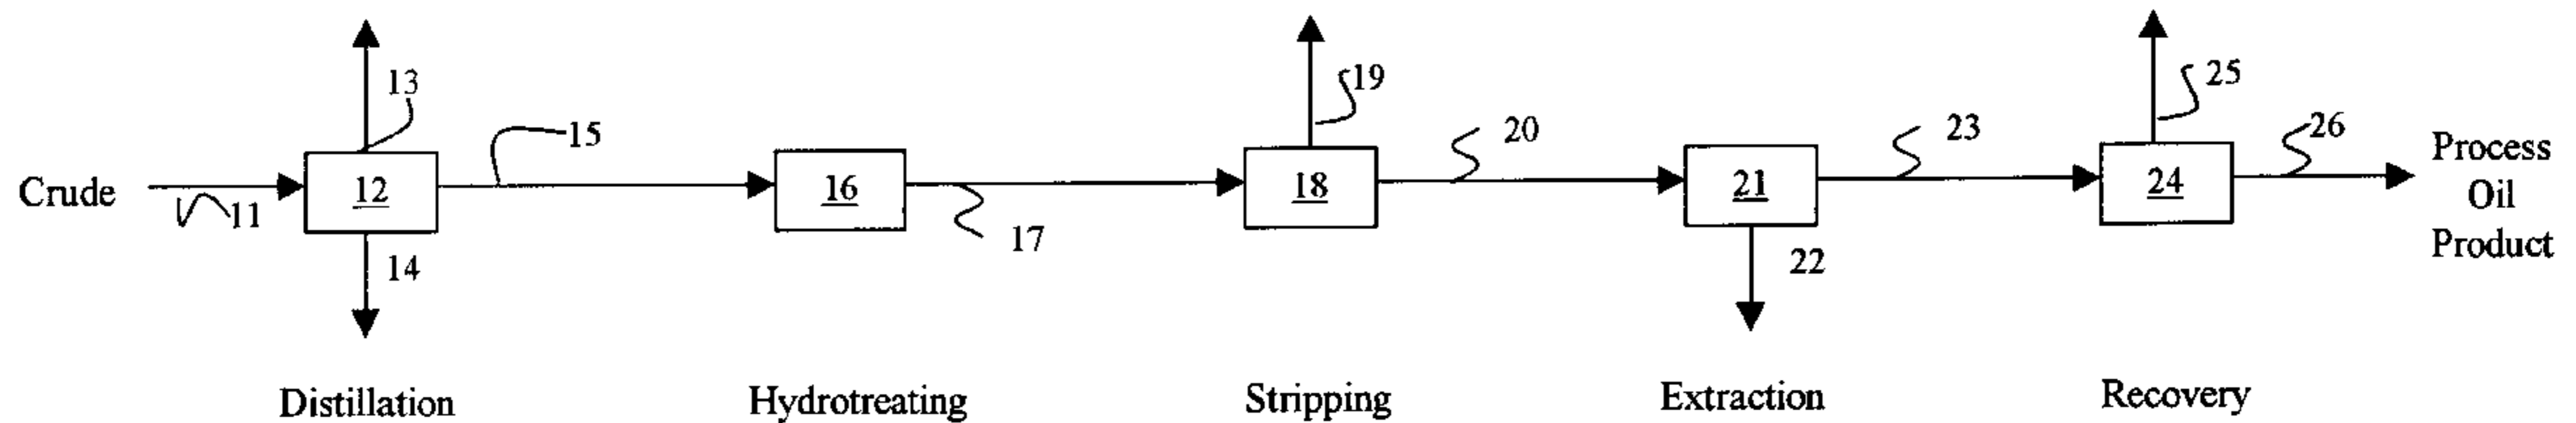 13
19
25
15
20
23
26
Crude
11
12
16
17
18
21
24
Process
Oil
Product
14
22
Distillation
Hydrotreating
Stripping
Extraction
Recovery